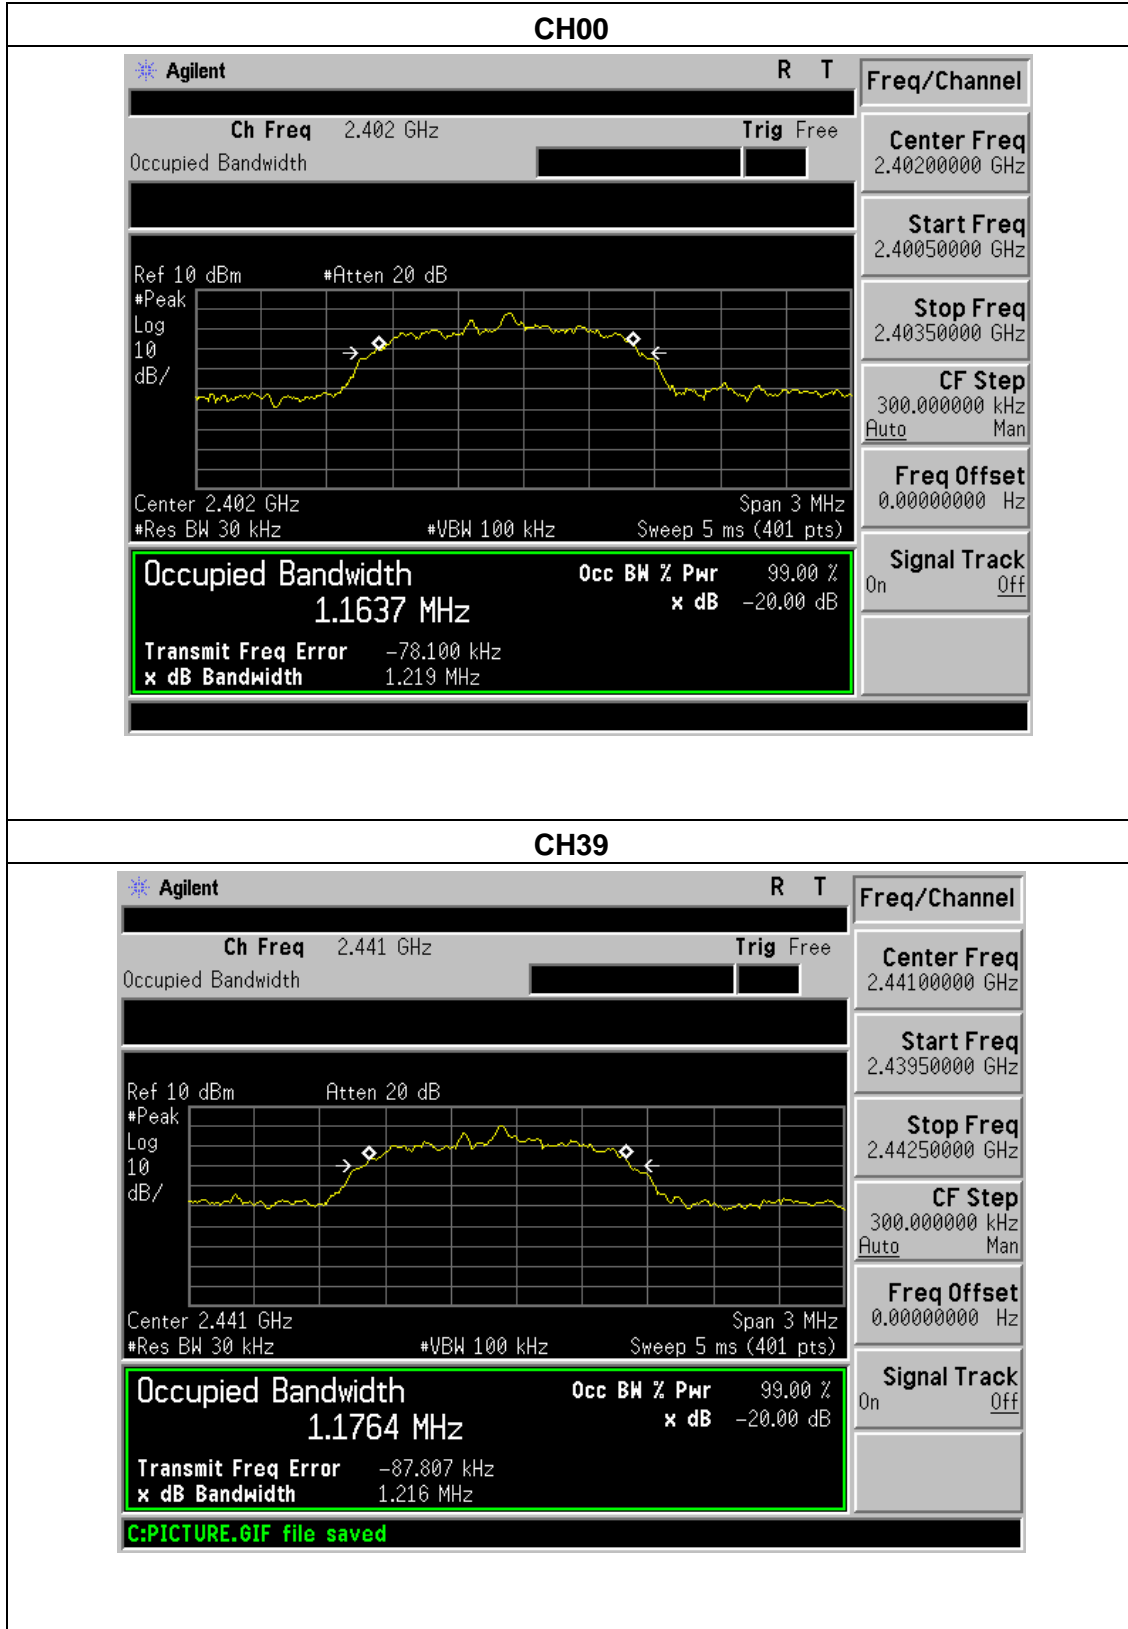 CH00
Agilent R T
Freq/Channel
Ch Freq 2.402 GHz Trig Free
Occupied Bandwidth
Center Freq
2.40200000 GHz
Start Freq
2.40050000 GHz
Stop Freq
2.40350000 GHz
CF Step
300.000000 kHz
Auto Man
Freq Offset
0.00000000 Hz
Signal Track
On Off
Ref 10 dBm #Atten 20 dB
#Peak
Log
10
dB/
Center 2.402 GHz Span 3 MHz
#Res BW 30 kHz #VBW 100 kHz Sweep 5 ms (401 pts)
Occupied Bandwidth Occ BW % Pwr 99.00 %
1.1637 MHz x dB -20.00 dB
Transmit Freq Error -78.100 kHz
x dB Bandwidth 1.219 MHz
CH39
Agilent R T
Freq/Channel
Ch Freq 2.441 GHz Trig Free
Occupied Bandwidth
Center Freq
2.44100000 GHz
Start Freq
2.43950000 GHz
Stop Freq
2.44250000 GHz
CF Step
300.000000 kHz
Auto Man
Freq Offset
0.00000000 Hz
Signal Track
On Off
Ref 10 dBm Atten 20 dB
#Peak
Log
10
dB/
Center 2.441 GHz Span 3 MHz
#Res BW 30 kHz #VBW 100 kHz Sweep 5 ms (401 pts)
Occupied Bandwidth Occ BW % Pwr 99.00 %
1.1764 MHz x dB -20.00 dB
Transmit Freq Error -87.807 kHz
x dB Bandwidth 1.216 MHz
C:PICTURE.GIF file saved